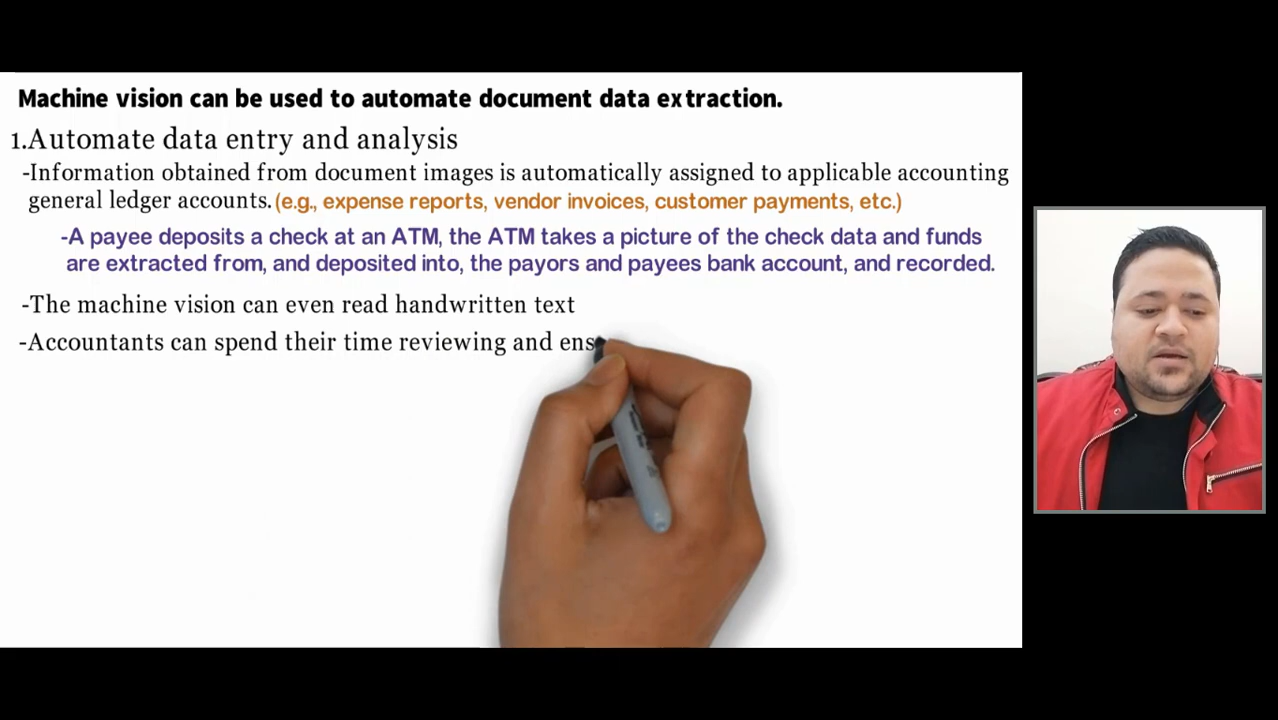 Machine vision can be used to automate document data extraction.
1.Automate data entry and analysis
-Information obtained from document images is automatically assigned to applicable accounting
general ledger accounts. (e.g., expense reports, vendor invoices, customer payments, etc.)
-A payee deposits a check at an ATM, the ATM takes a picture of the check data and funds
are extracted from, and deposited into, the payors and payees bank account, and recorded.
-The machine vision can even read handwritten text
-Accountants can spend their time reviewing and ens